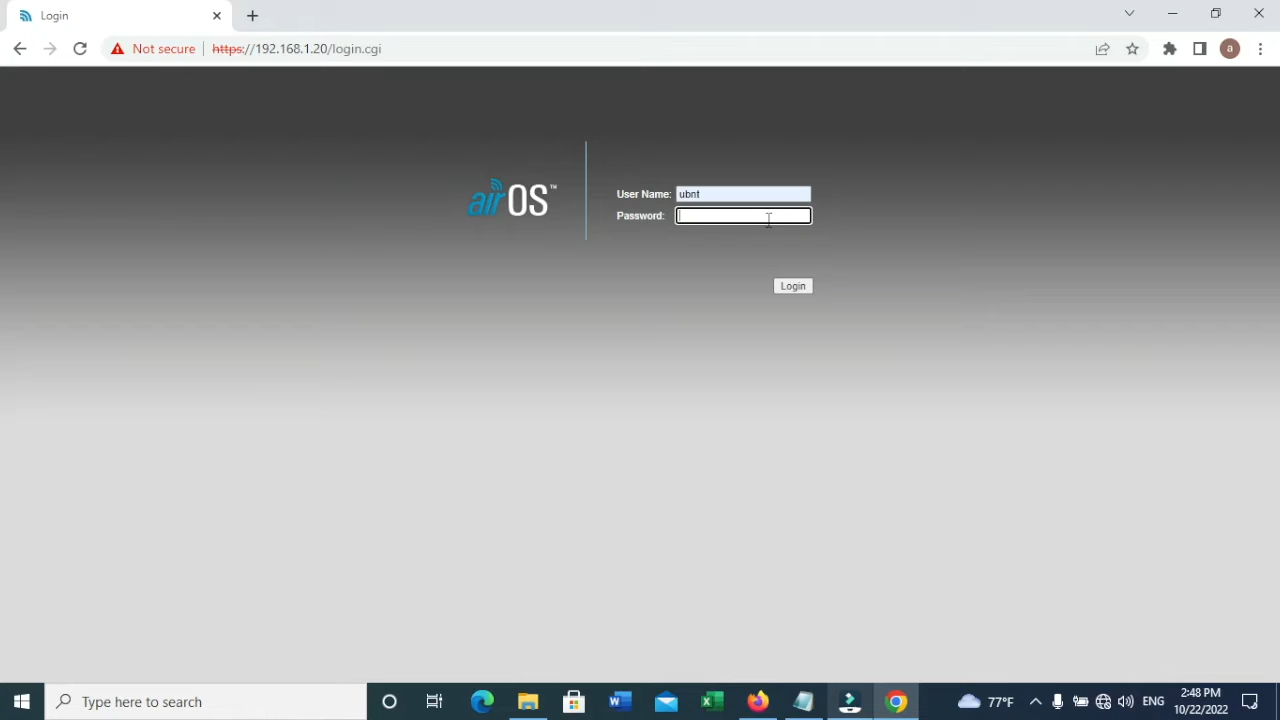 Login
Not secure
https://192.168.1.20/login.cgi
a
airOS™
User Name: ubnt
Password:
Login
Type here to search
77°F
ENG
2:48 PM
10/22/2022